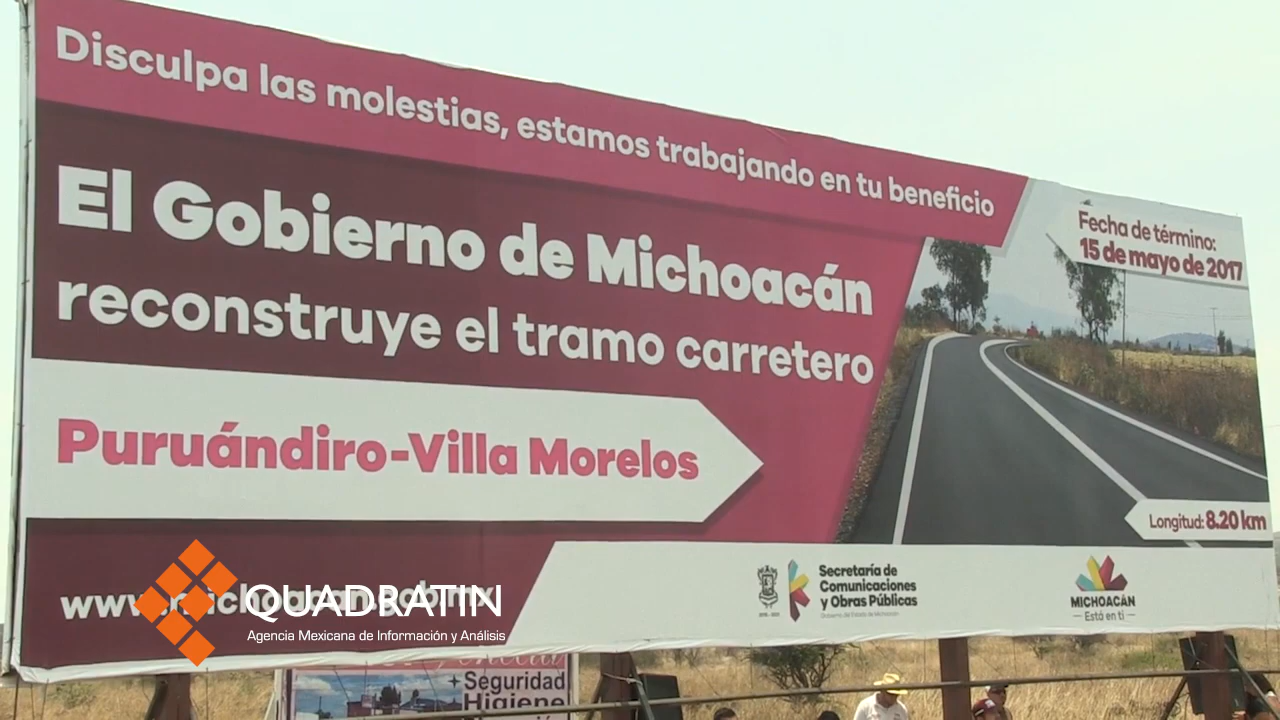 Disculpa las molestias, estamos trabajando en tu beneficio
El Gobierno de Michoacán
reconstruye el tramo carretero
Puruándiro-Villa Morelos
Fecha de término:
15 de mayo de 2017
Longitud: 8.20 km
Secretaría de
Comunicaciones
y Obras Públicas
MICHOACÁN
Está en ti
QUADRATIN
Agencia Mexicana de Información y Análisis
Seguridad
Higiene